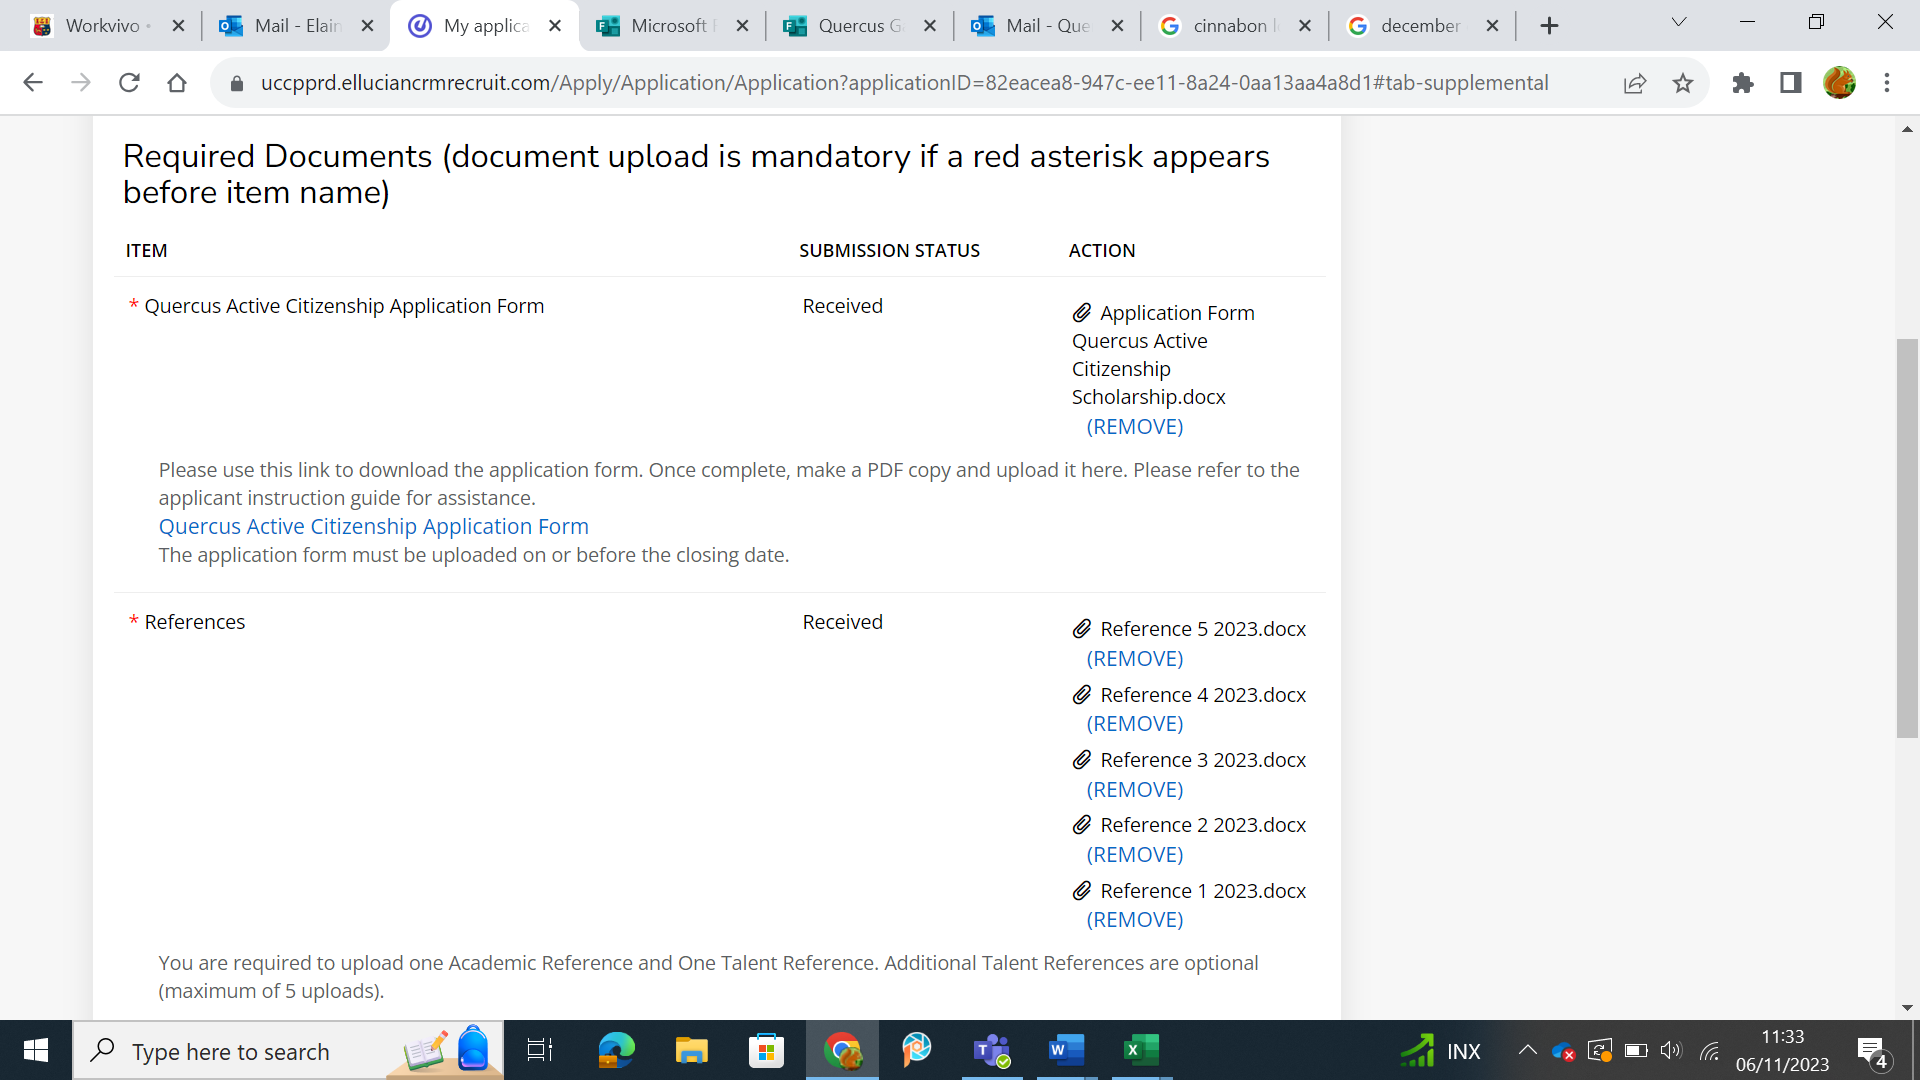 Workvivo
Mail - Elain
My applica
Microsoft F
Quercus G
Mail - Que
cinnabon l
december
uccpprd.elluciancrmrecruit.com/Apply/Application/Application?applicationID=82eacea8-947c-ee11-8a24-0aa13aa4a8d1#tab-supplemental
Required Documents (document upload is mandatory if a red asterisk appears
before item name)
ITEM SUBMISSION STATUS ACTION
* Quercus Active Citizenship Application Form Received Application Form
Quercus Active
Citizenship
Scholarship.docx
(REMOVE)
Please use this link to download the application form. Once complete, make a PDF copy and upload it here. Please refer to the
applicant instruction guide for assistance.
Quercus Active Citizenship Application Form
The application form must be uploaded on or before the closing date.
* References Received Reference 5 2023.docx
(REMOVE)
Reference 4 2023.docx
(REMOVE)
Reference 3 2023.docx
(REMOVE)
Reference 2 2023.docx
(REMOVE)
Reference 1 2023.docx
(REMOVE)
You are required to upload one Academic Reference and One Talent Reference. Additional Talent References are optional
(maximum of 5 uploads).
Type here to search
INX
11:33
06/11/2023
4